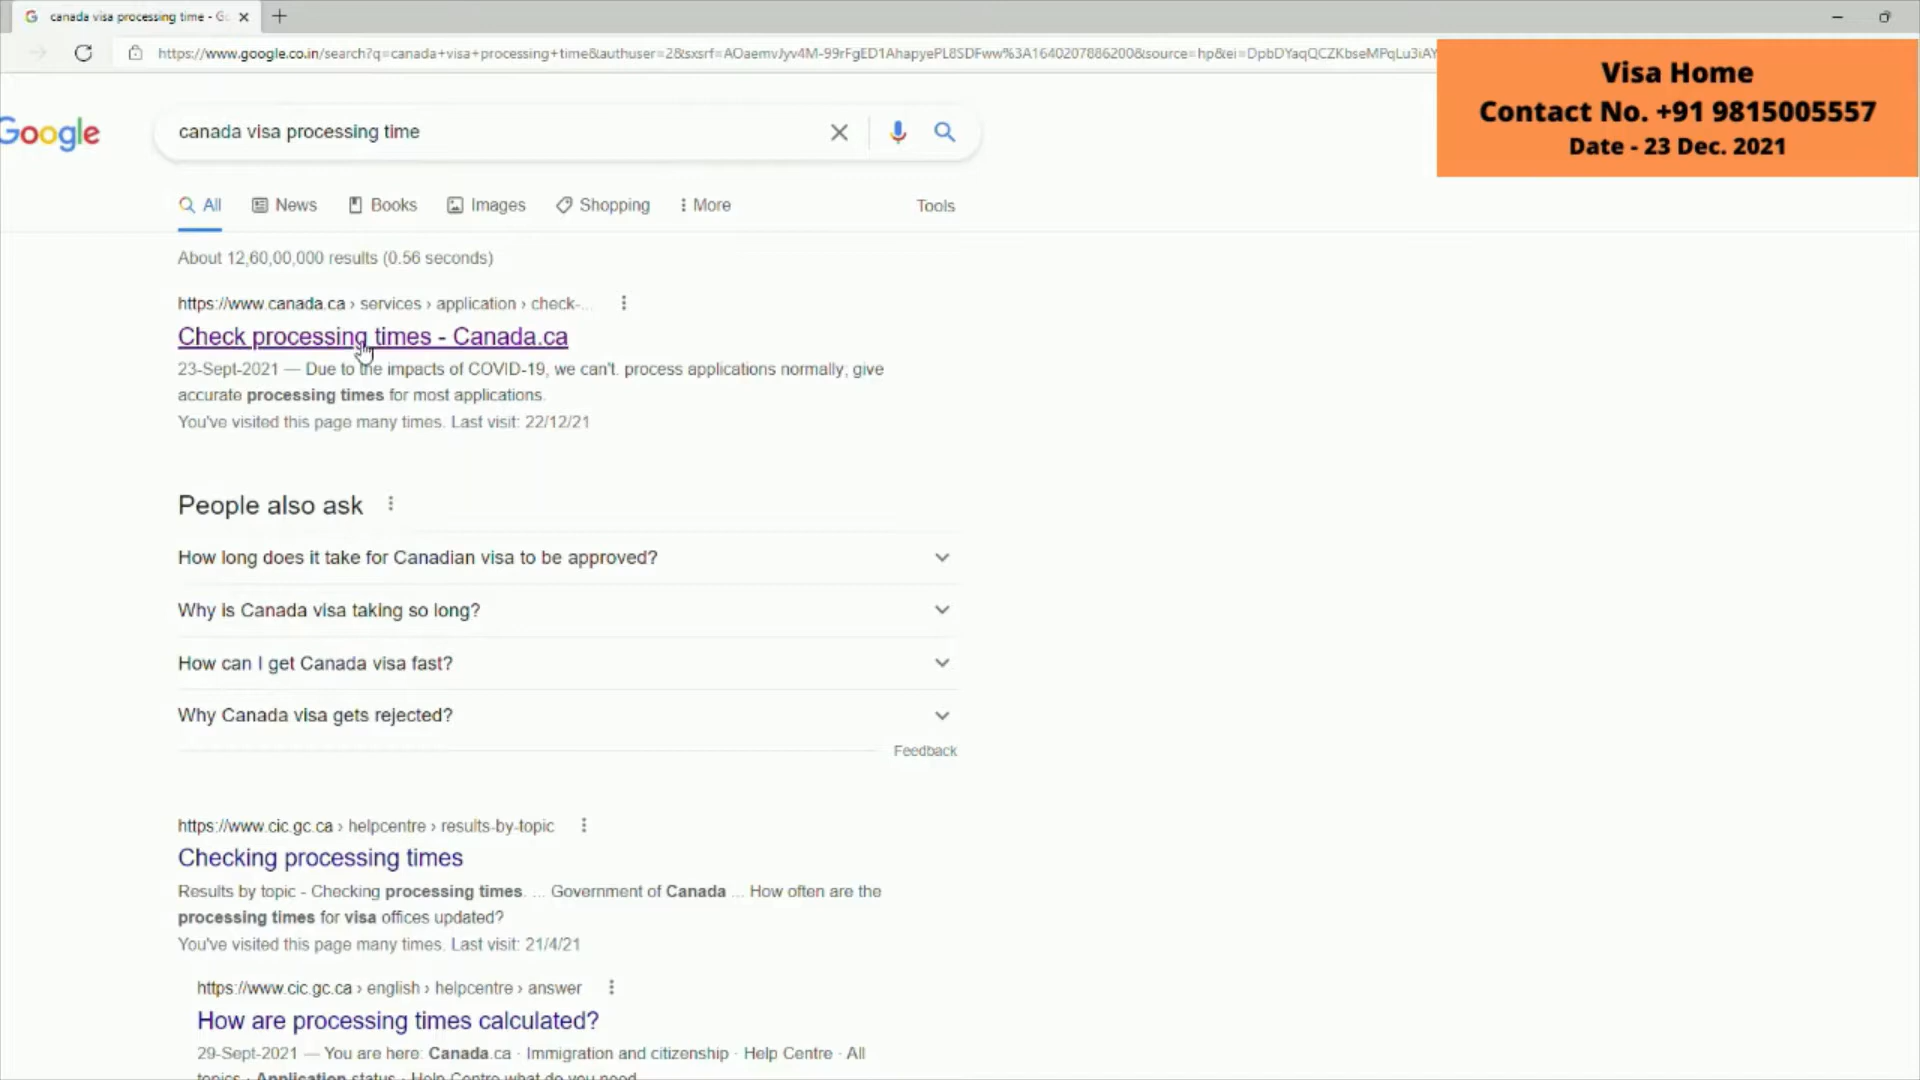 canada visa processing time - G
https://www.google.co.in/search?q=canada+visa+processing+time&authuser=2&sxsrf=AOaemvJyv4M-99rFgED1AhapyePL8SDFww%3A1640207886200&source=hp&ei=DpbDYaqQCZKbseMPqLu3iAY
Visa Home
Contact No. +91 9815005557
Date - 23 Dec. 2021
Google
canada visa processing time
All News Books Images Shopping More Tools
About 12,60,00,000 results (0.56 seconds)
https://www.canada.ca › services › application › check-...
Check processing times - Canada.ca
23-Sept-2021 — Due to the impacts of COVID-19, we can't. process applications normally; give
accurate processing times for most applications.
You've visited this page many times. Last visit: 22/12/21
People also ask
How long does it take for Canadian visa to be approved?
Why is Canada visa taking so long?
How can I get Canada visa fast?
Why Canada visa gets rejected?
Feedback
https://www.cic.gc.ca › helpcentre › results-by-topic
Checking processing times
Results by topic - Checking processing times. ... Government of Canada ... How often are the
processing times for visa offices updated?
You've visited this page many times. Last visit: 21/4/21
https://www.cic.gc.ca › english › helpcentre › answer
How are processing times calculated?
29-Sept-2021 — You are here: Canada.ca · Immigration and citizenship · Help Centre · All
topics · Application status · Help Centre what do you need